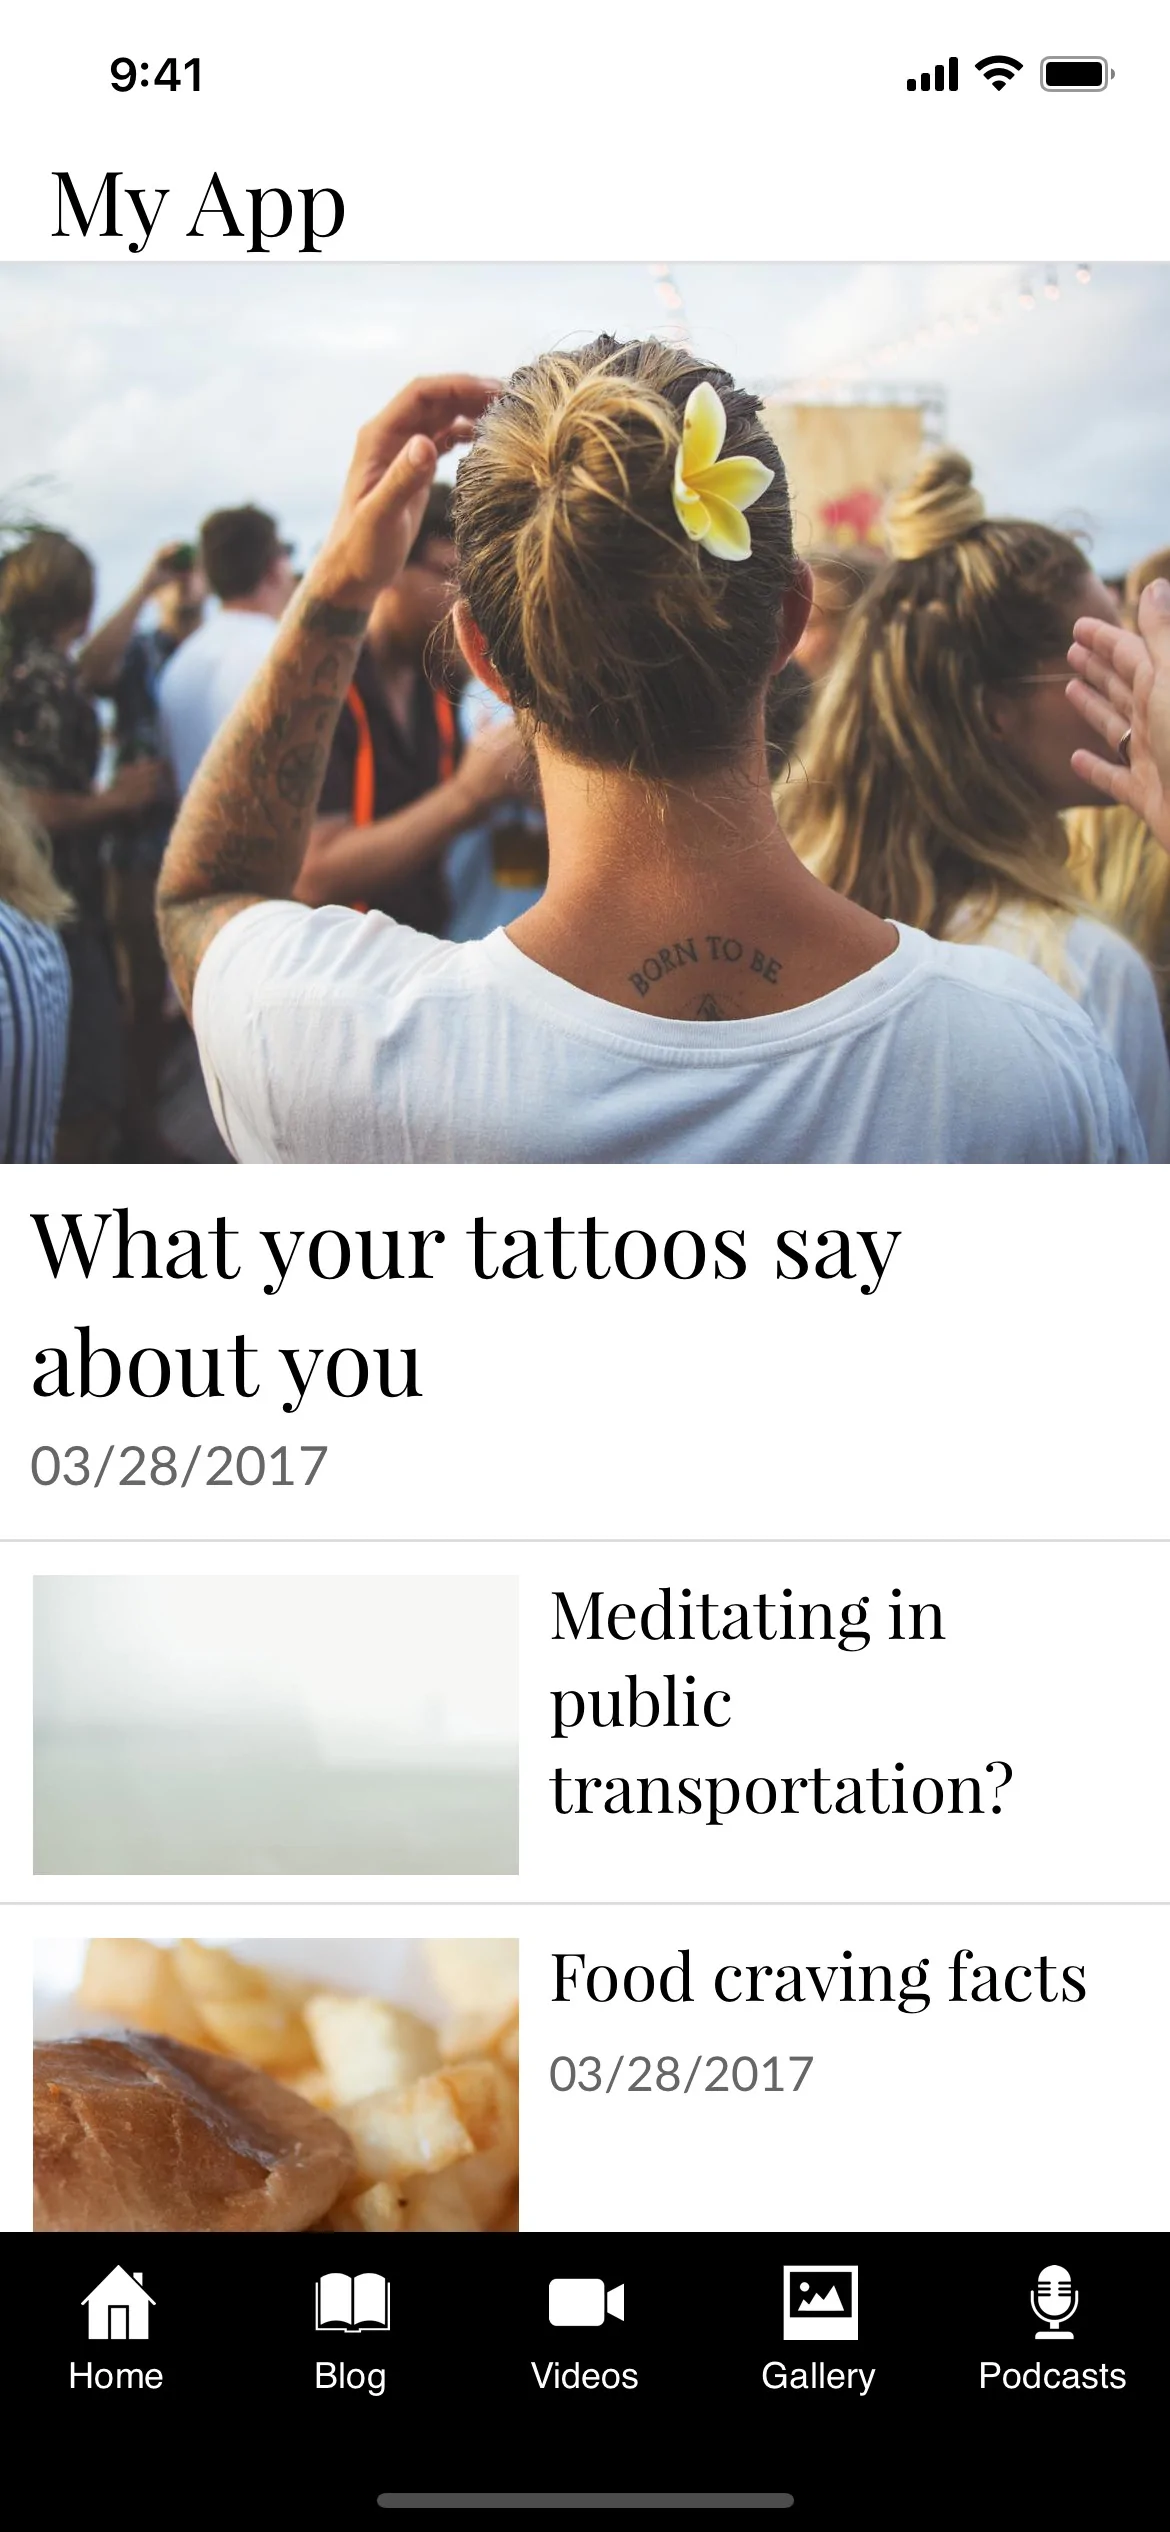 9:41
My App
BORN TO BE
What your tattoos say
about you
03/28/2017
Meditating in
public
transportation?
Food craving facts
03/28/2017
Home
Blog
Videos
Gallery
Podcasts